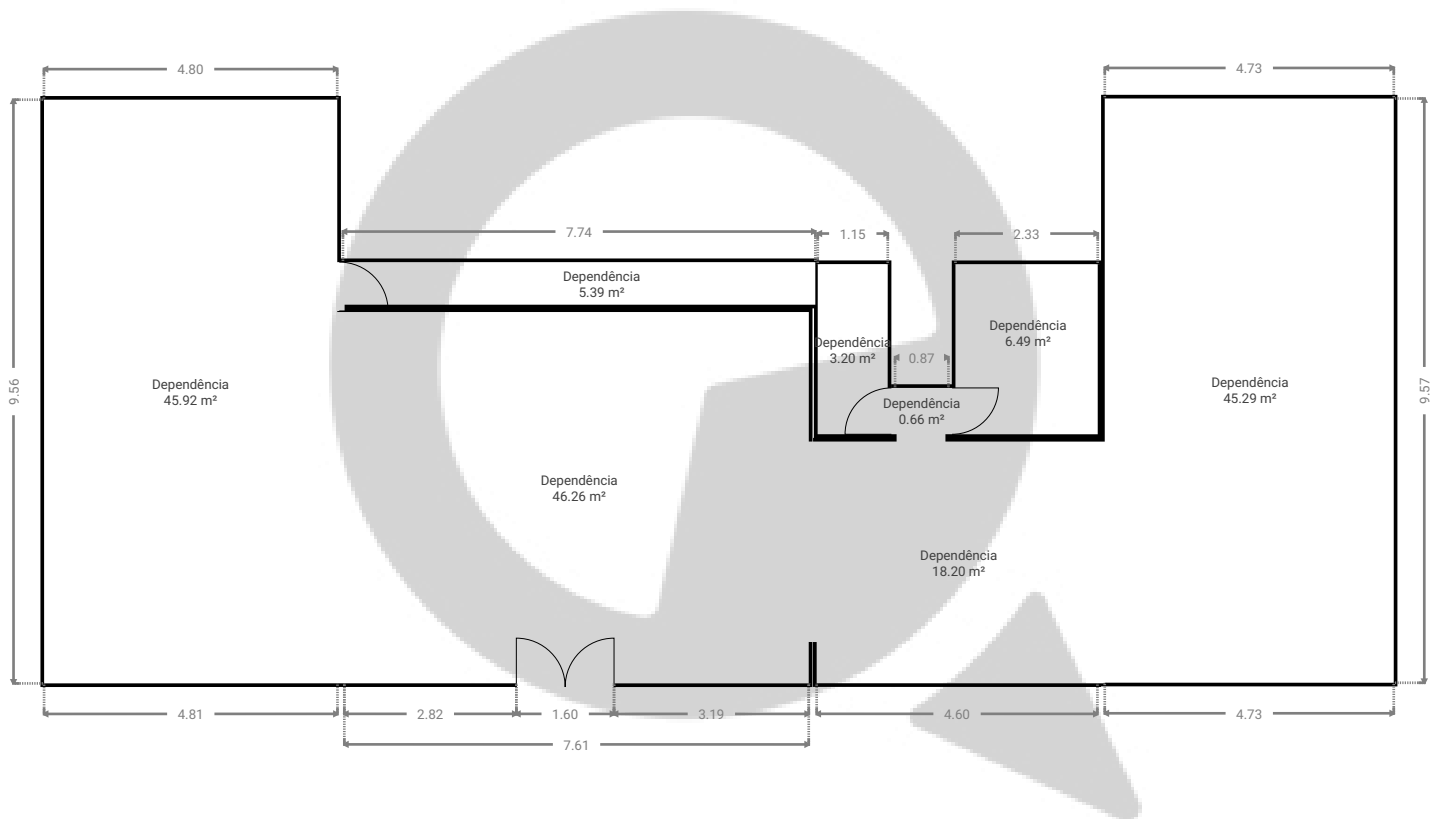 4.80
4.73
7.74
1.15
2.33
Dependência
5.39 m²
Dependência
3.20 m²
0.87
Dependência
6.49 m²
9.56
Dependência
45.92 m²
Dependência
0.66 m²
Dependência
45.29 m²
9.57
Dependência
46.26 m²
Dependência
18.20 m²
4.81
2.82
1.60
3.19
4.60
4.73
7.61